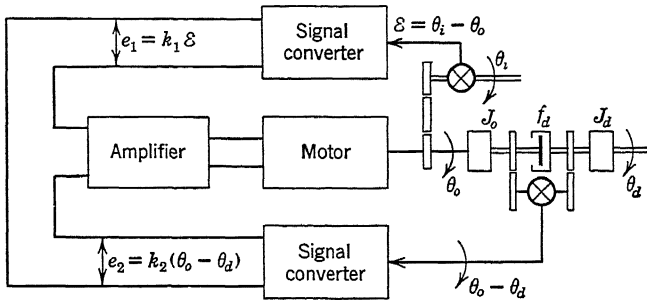 Signal
converter
e₁ = k₁ℰ
ℰ = θᵢ − θₒ
θᵢ
Amplifier
Motor
Jₒ
f_d
J_d
θₒ
θ_d
e₂ = k₂(θₒ − θ_d)
Signal
converter
θₒ − θ_d